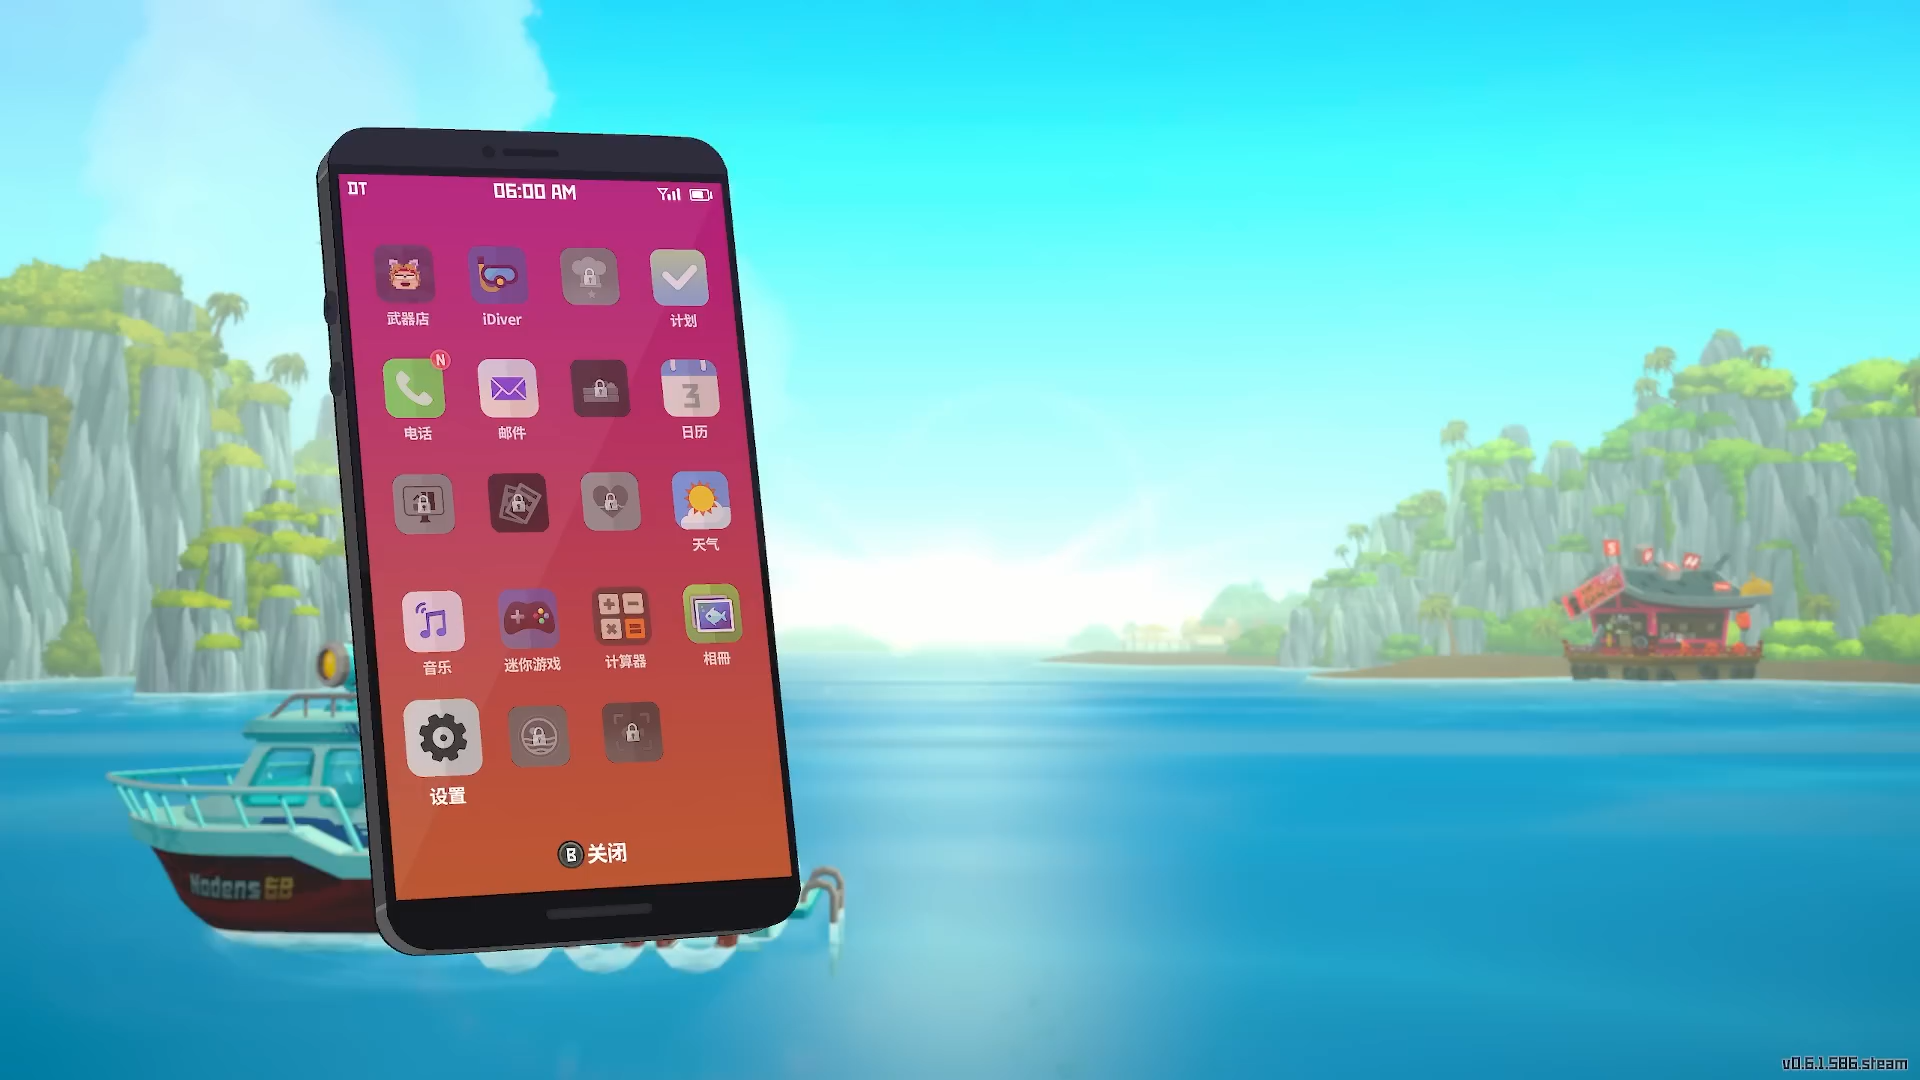 DT
06:00 AM
武器店
iDiver
计划
N
电话
邮件
3
日历
天气
音乐
迷你游戏
计算器
相冊
设置
B 关闭
Nodens 68
v0.6.1.586.steam